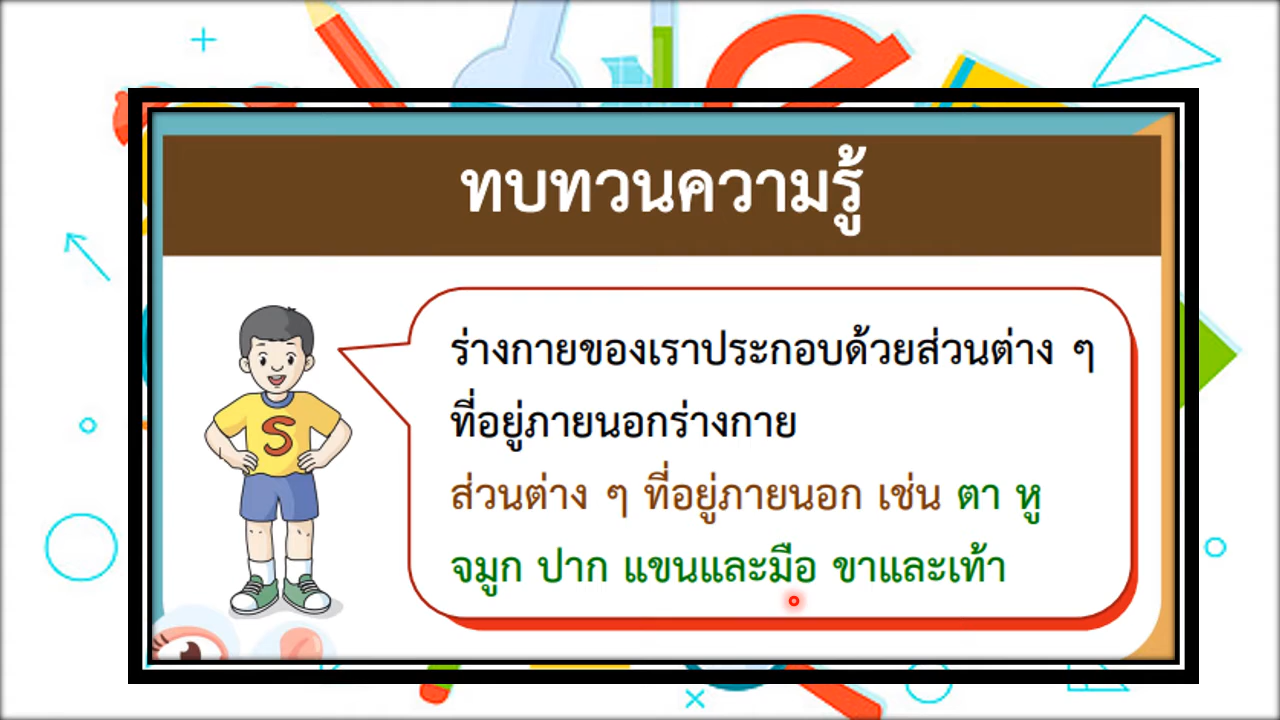 ทบทวนความรู้
ร่างกายของเราประกอบด้วยส่วนต่าง ๆ
ที่อยู่ภายนอกร่างกาย
ส่วนต่าง ๆ ที่อยู่ภายนอก เช่น ตา หู
จมูก ปาก แขนและมือ ขาและเท้า
S